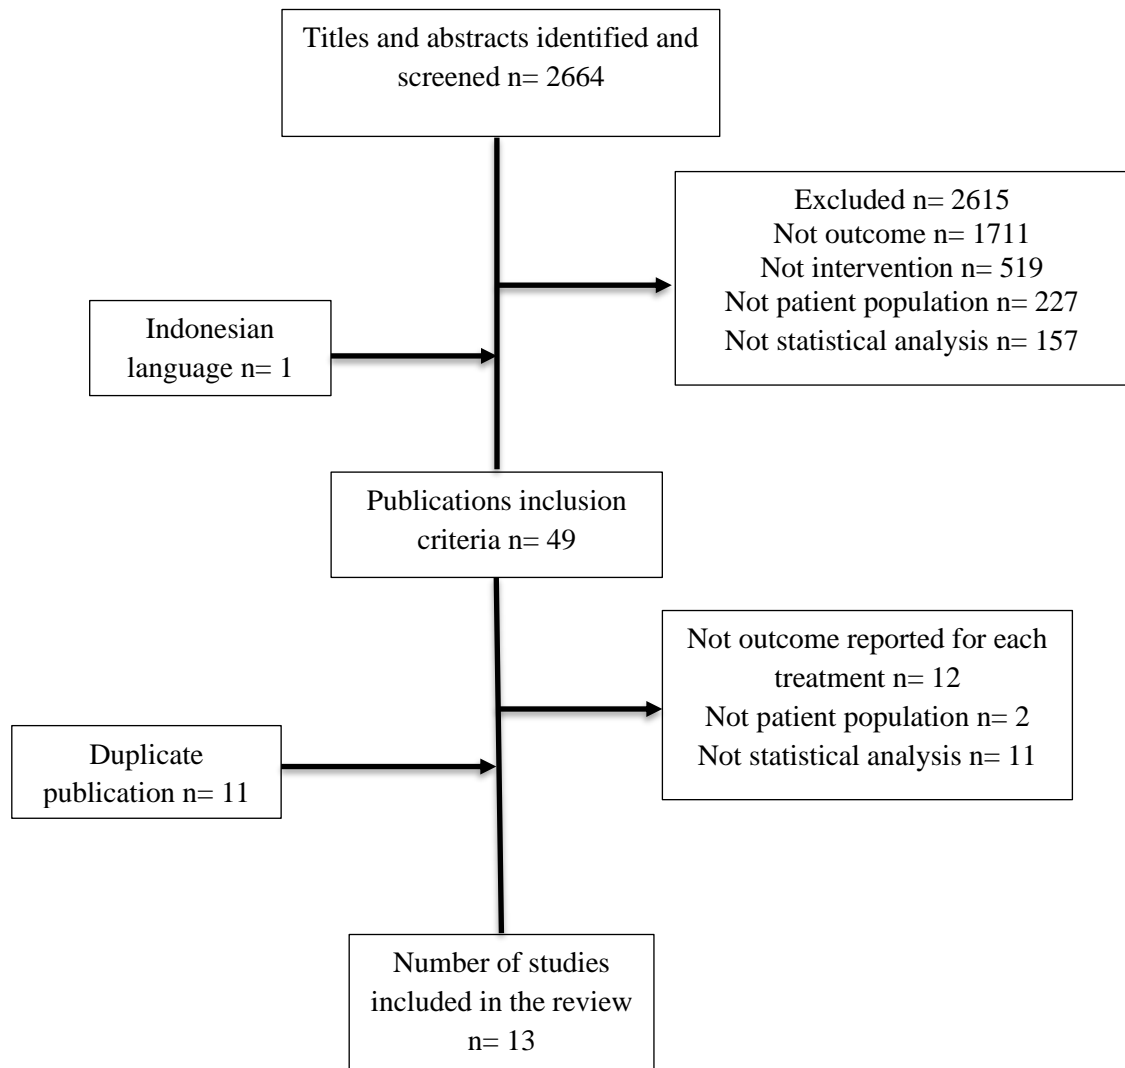 Titles and abstracts identified and
screened n= 2664
Excluded n= 2615
Not outcome n= 1711
Not intervention n= 519
Not patient population n= 227
Not statistical analysis n= 157
Indonesian
language n= 1
Publications inclusion
criteria n= 49
Not outcome reported for each
treatment n= 12
Not patient population n= 2
Not statistical analysis n= 11
Duplicate
publication n= 11
Number of studies
included in the review
n= 13